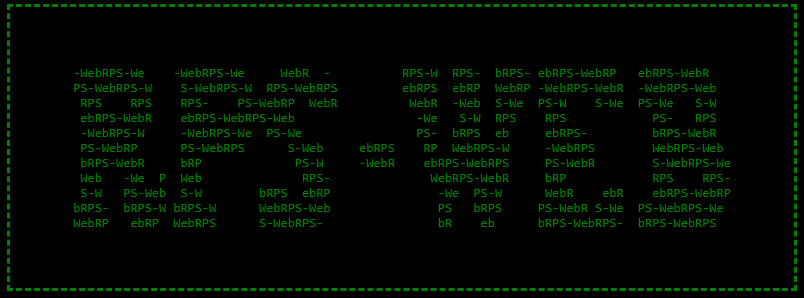 -WebRPS-We    -WebRPS-We     WebR  -          RPS-W  RPS-  bRPS- ebRPS-WebRP   ebRPS-WebR
PS-WebRPS-W    S-WebRPS-W  RPS-WebRPS         ebRPS  ebRP  WebRP -WebRPS-WebR  -WebRPS-Web
 RPS    RPS    RPS-    PS-WebRP  WebR          WebR  -Web  S-We  PS-W    S-We  PS-We   S-W
 ebRPS-WebR    ebRPS-WebRPS-Web                 -We   S-W  RPS    RPS            PS-   RPS
 -WebRPS-W     -WebRPS-We  PS-We                PS-  bRPS  eb     ebRPS-         bRPS-WebR
 PS-WebRP      PS-WebRPS      S-Web     ebRPS    RP  WebRPS-W     -WebRPS        WebRPS-Web
 bRPS-WebR     bRP             PS-W     -WebR    ebRPS-WebRPS     PS-WebR        S-WebRPS-We
 Web   -We  P  Web              RPS-              WebRPS-WebR     bRP            RPS    RPS-
 S-W   PS-Web  S-W        bRPS  ebRP               -We  PS-W      WebR    ebR    ebRPS-WebRP
bRPS-  bRPS-W bRPS-W      WebRPS-Web               PS   bRPS     PS-WebR S-We  PS-WebRPS-We
WebRP   ebRP  WebRPS      S-WebRPS-                bR    eb      bRPS-WebRPS-  bRPS-WebRPS